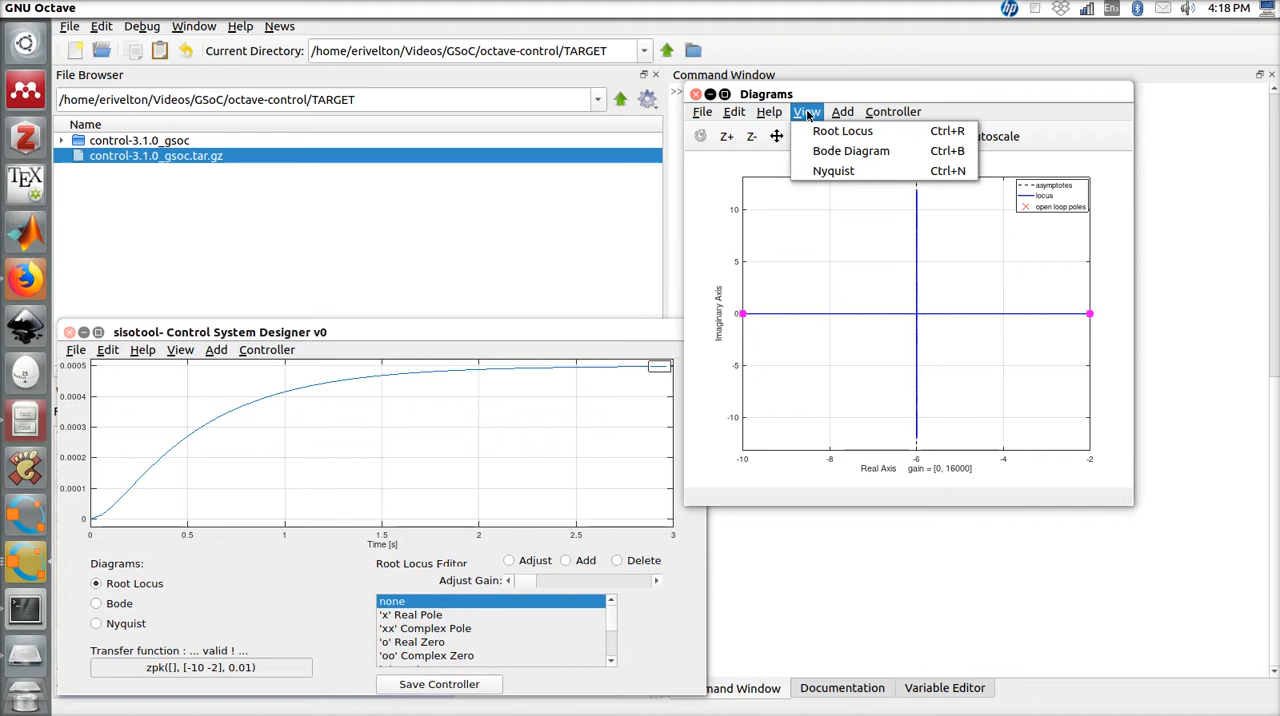 GNU Octave
En₁
4:18 PM
File Edit Debug Window Help News
Current Directory: /home/erivelton/Videos/GSoC/octave-control/TARGET
File Browser
Command Window
/home/erivelton/Videos/GSoC/octave-control/TARGET
>>
Name
control-3.1.0_gsoc
control-3.1.0_gsoc.tar.gz
Diagrams
File Edit Help View Add Controller
Z+ Z-
Root Locus Ctrl+R
Bode Diagram Ctrl+B
Nyquist Ctrl+N
asymptotes
locus
open loop poles
10
5
0
-5
-10
Imaginary Axis
-10 -8 -6 -4 -2
Real Axis gain = [0, 16000]
sisotool- Control System Designer v0
File Edit Help View Add Controller
0.0005
0.0004
0.0003
0.0002
0.0001
0
0 0.5 1 1.5 2 2.5 3
Time [s]
Diagrams:
Root Locus
Bode
Nyquist
Transfer function : ... valid ! ...
zpk([], [-10 -2], 0.01)
Root Locus Editor
Adjust Add Delete
Adjust Gain:
none
'x' Real Pole
'xx' Complex Pole
'o' Real Zero
'oo' Complex Zero
Save Controller
mmand Window Documentation Variable Editor
TEX
hp